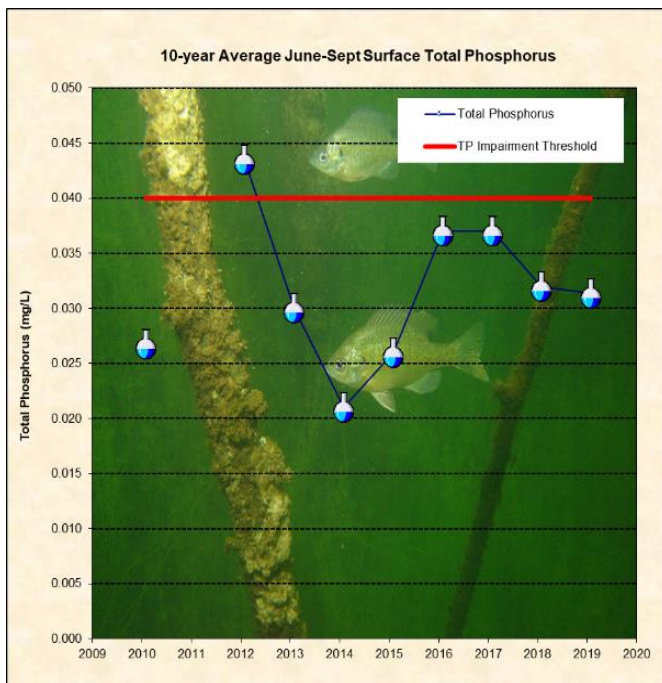 10-year Average June-Sept Surface Total Phosphorus
Total Phosphorus
TP Impairment Threshold
Total Phosphorus (mg/L)
0.050
0.045
0.040
0.035
0.030
0.025
0.020
0.015
0.010
0.005
0.000
2009 2010 2011 2012 2013 2014 2015 2016 2017 2018 2019 2020